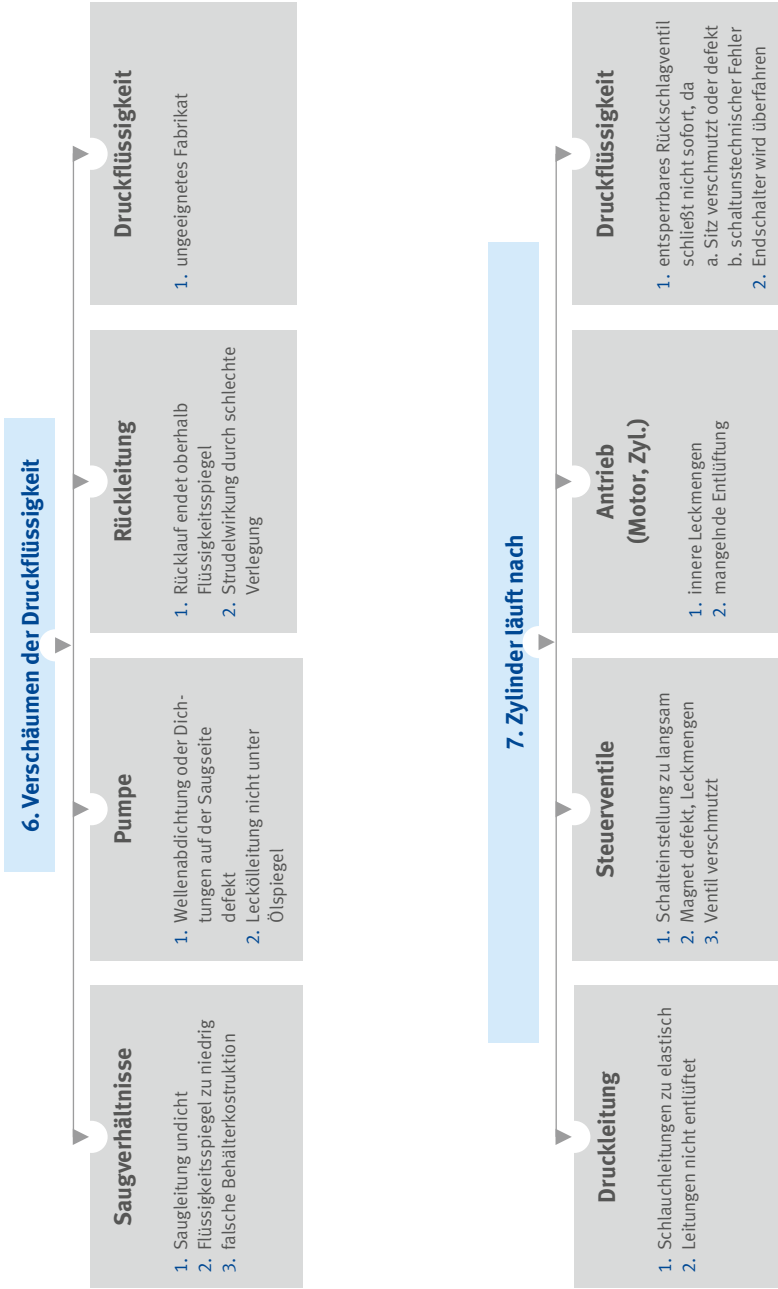 6. Verschäumen der Druckflüssigkeit
Saugverhältnisse
1. Saugleitung undicht
2. Flüssigkeitsspiegel zu niedrig
3. falsche Behälterkostruktion
Pumpe
1. Wellenabdichtung oder Dich-
tungen auf der Saugseite
defekt
2. Leckölleitung nicht unter
Ölspiegel
Rückleitung
1. Rücklauf endet oberhalb
Flüssigkeitsspiegel
2. Strudelwirkung durch schlechte
Verlegung
Druckflüssigkeit
1. ungeeignetes Fabrikat
7. Zylinder läuft nach
Druckleitung
1. Schlauchleitungen zu elastisch
2. Leitungen nicht entlüftet
Steuerventile
1. Schalteinstellung zu langsam
2. Magnet defekt, Leckmengen
3. Ventil verschmutzt
Antrieb
(Motor, Zyl.)
1. innere Leckmengen
2. mangelnde Entlüftung
Druckflüssigkeit
1. entsperrbares Rückschlagventil
schließt nicht sofort, da
a. Sitz verschmutzt oder defekt
b. schaltunstechnischer Fehler
2. Endschalter wird überfahren